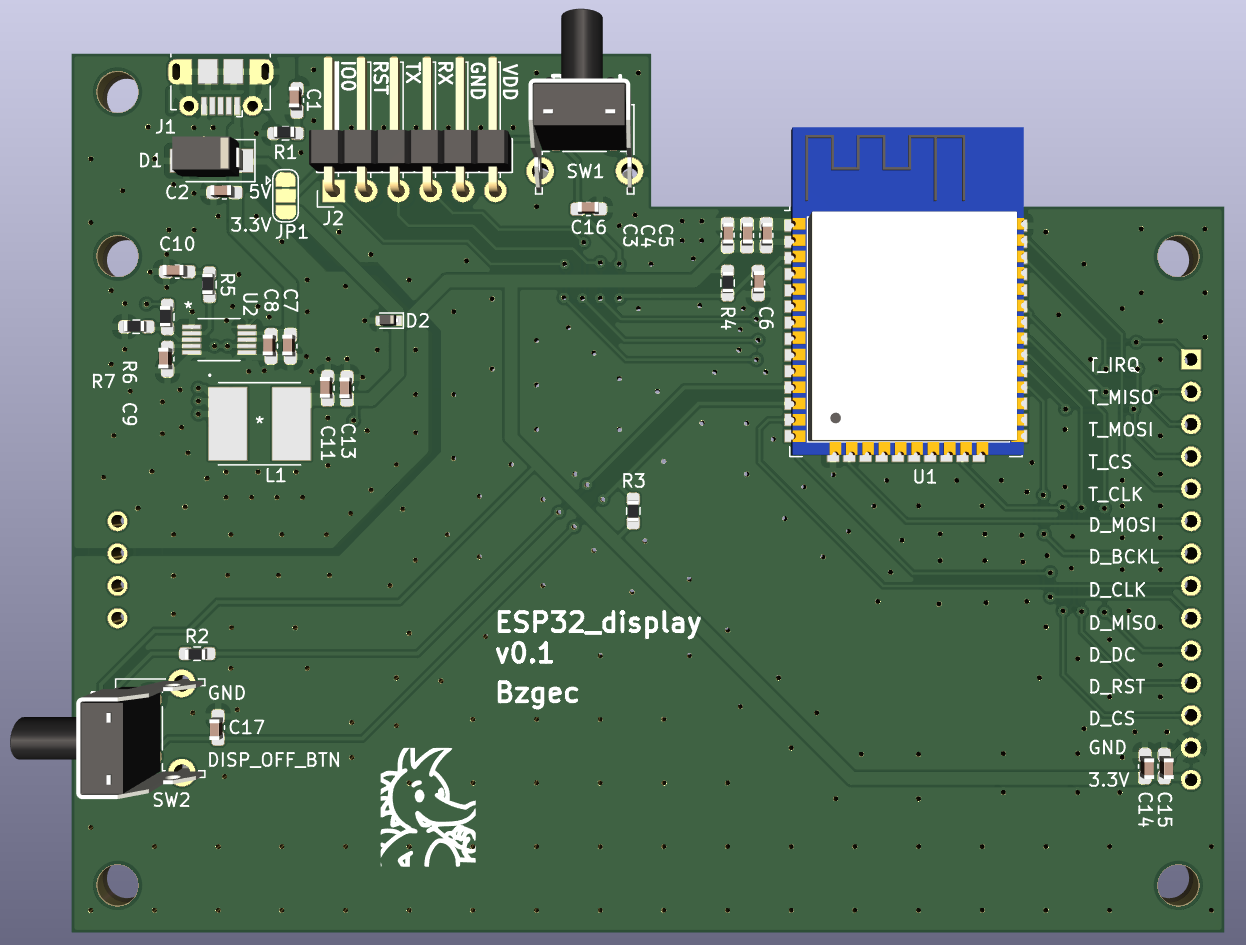 IO0
RST
TX
RX
GND
VDD
C1
J1
R1
D1
SW1
C2
5V
J2
3.3V
JP1
C16
C3
C4
C5
C10
R5
*
U2
C8
C7
D2
R4
C6
T_IRQ
R7
R6
C9
T_MISO
*
C11
C13
T_MOSI
T_CS
L1
U1
R3
T_CLK
D_MOSI
D_BCKL
D_CLK
ESP32_display
v0.1
Bzgec
D_MISO
R2
D_DC
GND
D_RST
C17
D_CS
DISP_OFF_BTN
GND
SW2
3.3V
C14
C15